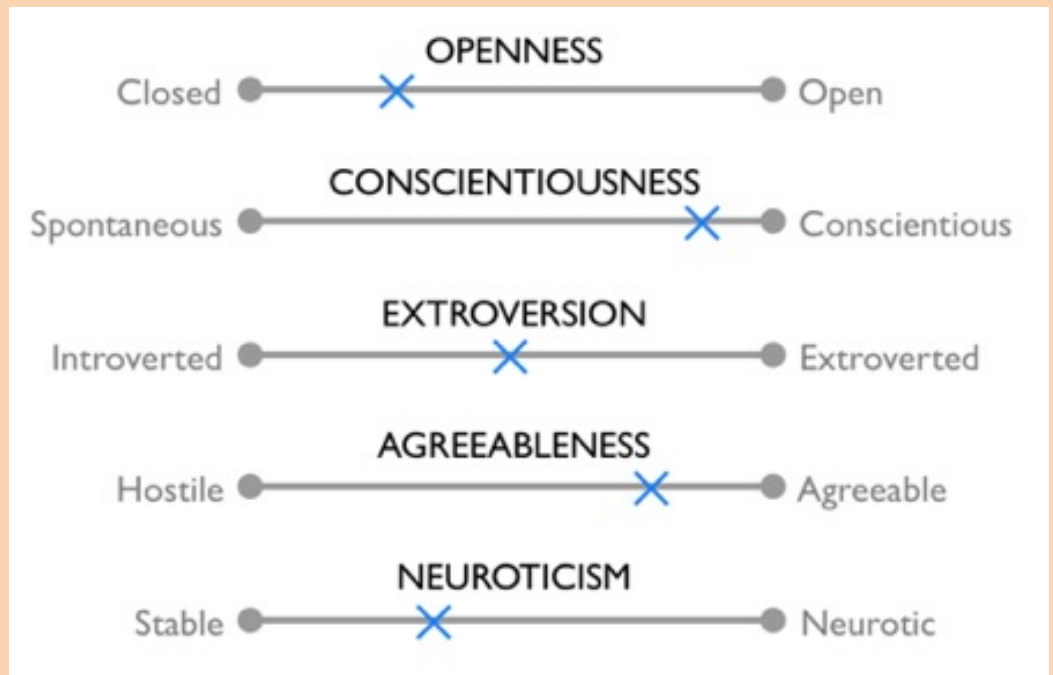 OPENNESS
Closed Open
CONSCIENTIOUSNESS
Spontaneous Conscientious
EXTROVERSION
Introverted Extroverted
AGREEABLENESS
Hostile Agreeable
NEUROTICISM
Stable Neurotic